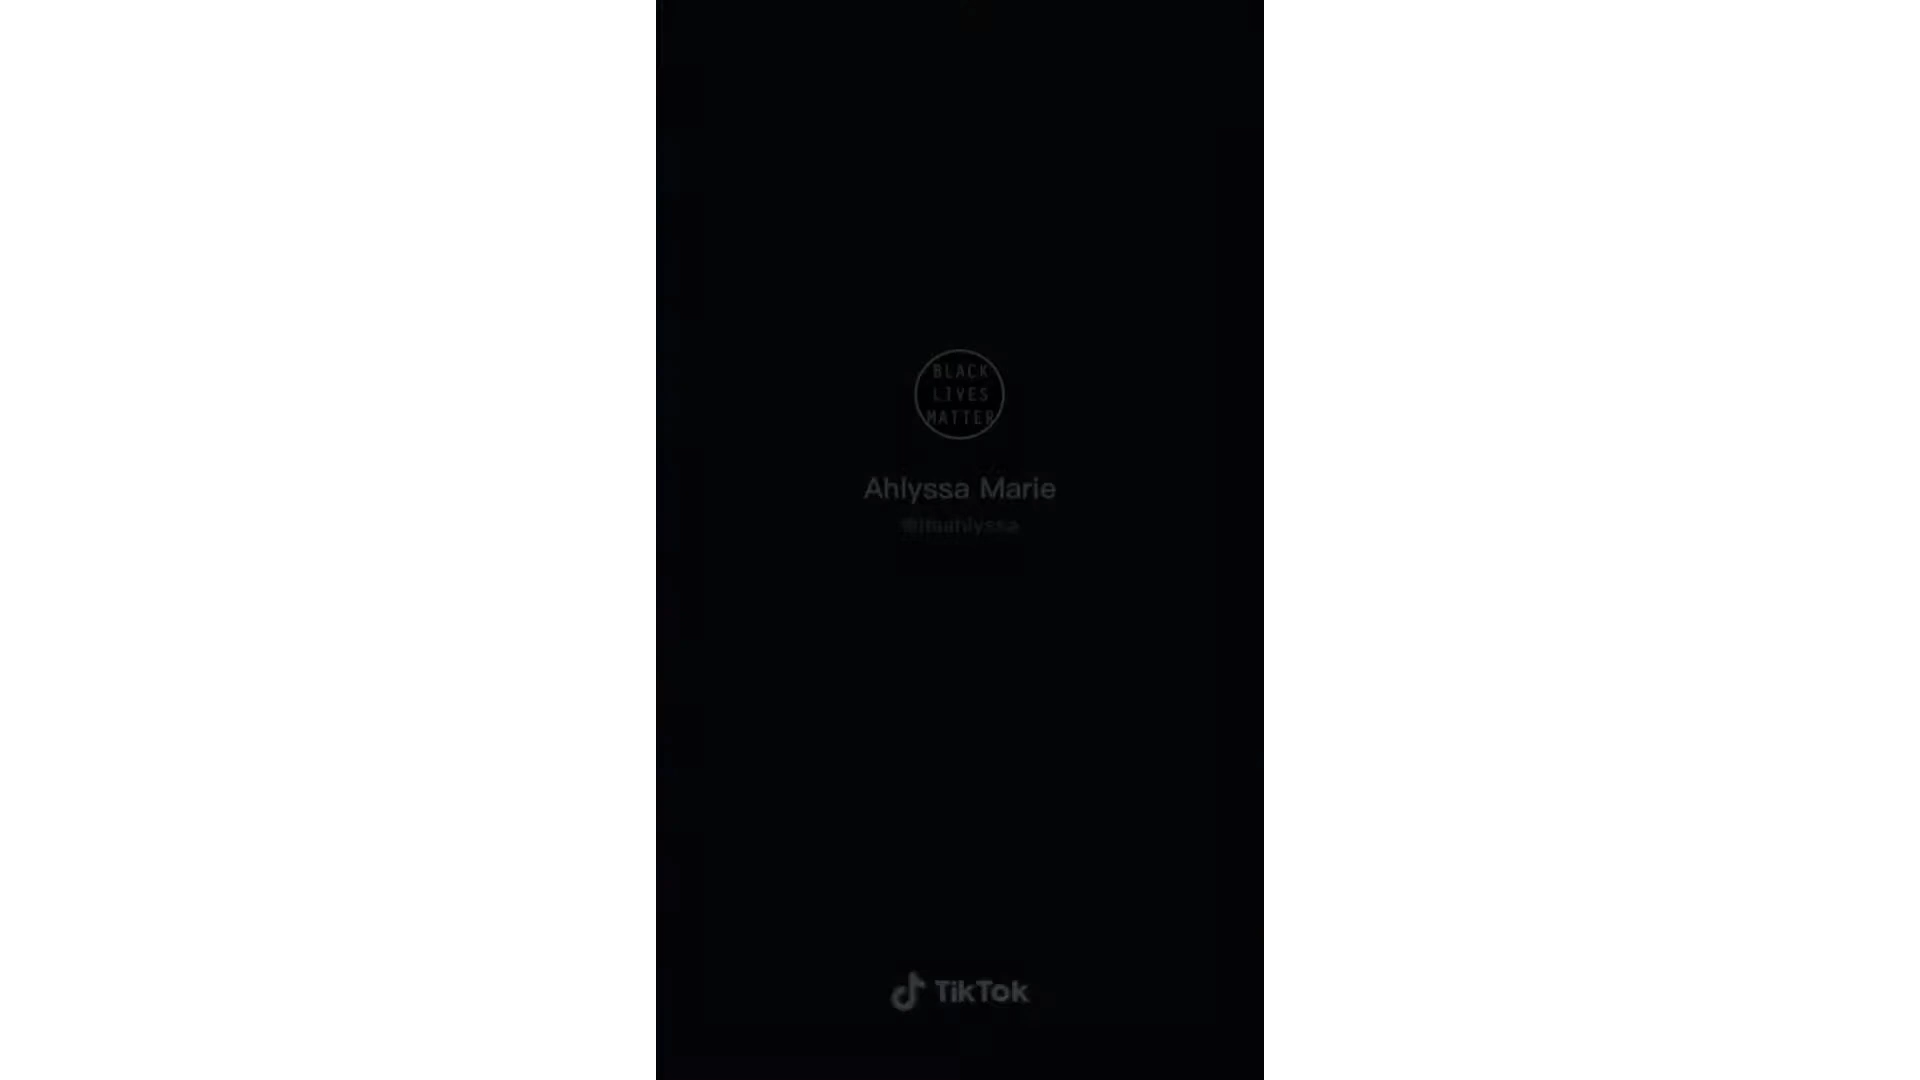 BLACK
LIVES
MATTER
Ahlyssa Marie
TikTok